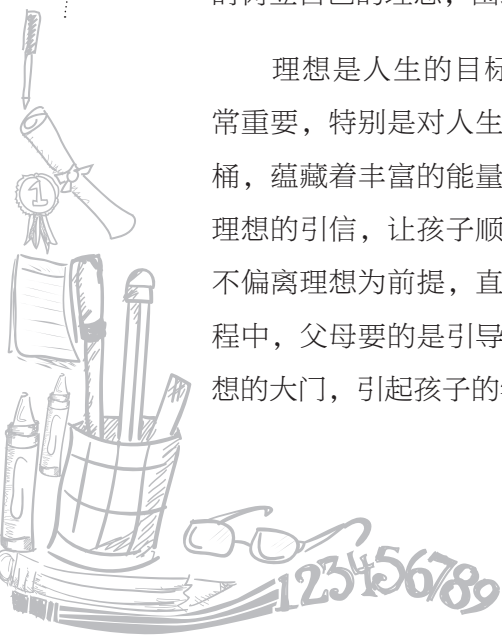 理想是人生的目标
常重要，特别是对人生
桶，蕴藏着丰富的能量
理想的引信，让孩子顺
不偏离理想为前提，直
程中，父母要的是引导
想的大门，引起孩子的
1
123456789